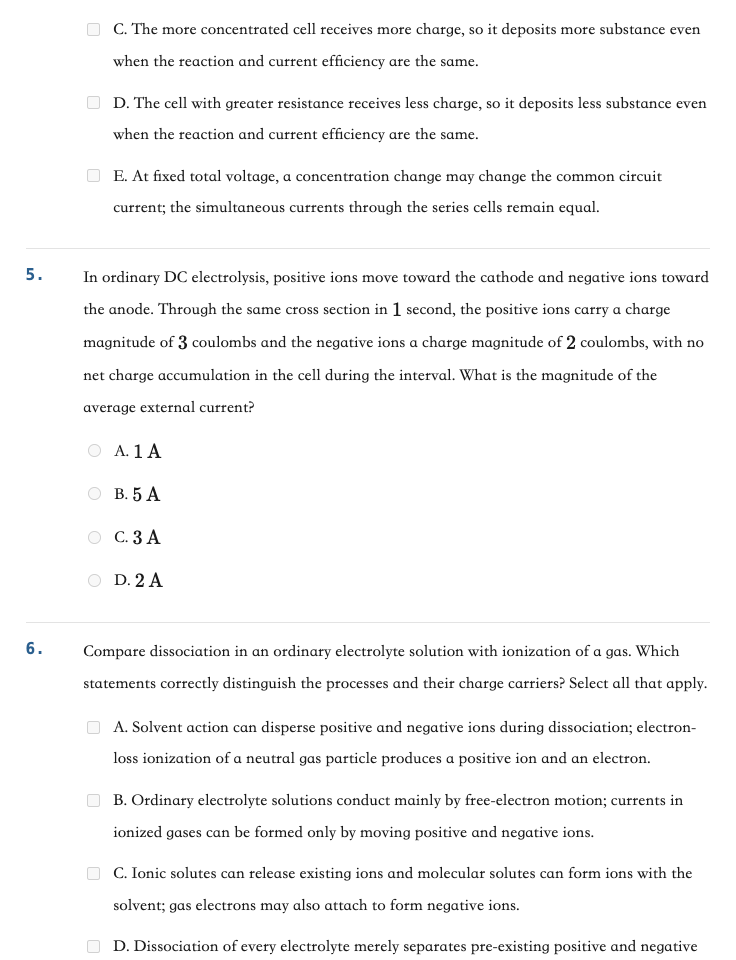 C. The more concentrated cell receives more charge, so it deposits more substance even
when the reaction and current efficiency are the same.
D. The cell with greater resistance receives less charge, so it deposits less substance even
when the reaction and current efficiency are the same.
E. At fixed total voltage, a concentration change may change the common circuit
current; the simultaneous currents through the series cells remain equal.
5. In ordinary DC electrolysis, positive ions move toward the cathode and negative ions toward
the anode. Through the same cross section in 1 second, the positive ions carry a charge
magnitude of 3 coulombs and the negative ions a charge magnitude of 2 coulombs, with no
net charge accumulation in the cell during the interval. What is the magnitude of the
average external current?
A. 1 A
B. 5 A
C. 3 A
D. 2 A
6. Compare dissociation in an ordinary electrolyte solution with ionization of a gas. Which
statements correctly distinguish the processes and their charge carriers? Select all that apply.
A. Solvent action can disperse positive and negative ions during dissociation; electron-
loss ionization of a neutral gas particle produces a positive ion and an electron.
B. Ordinary electrolyte solutions conduct mainly by free-electron motion; currents in
ionized gases can be formed only by moving positive and negative ions.
C. Ionic solutes can release existing ions and molecular solutes can form ions with the
solvent; gas electrons may also attach to form negative ions.
D. Dissociation of every electrolyte merely separates pre-existing positive and negative